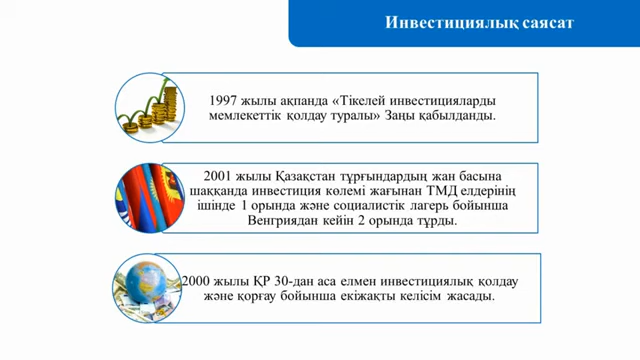 Инвестициялық саясат
1997 жылы ақпанда «Тікелей инвестицияларды
мемлекеттік қолдау туралы» Заңы қабылданды.
2001 жылы Қазақстан тұрғындардың жан басына
шаққанда инвестиция көлемі жағынан ТМД елдерінің
ішінде 1 орында және социалистік лагерь бойынша
Венгриядан кейін 2 орында тұрды.
2000 жылы ҚР 30-дан аса елмен инвестициялық қолдау
және қорғау бойынша екіжақты келісім жасады.